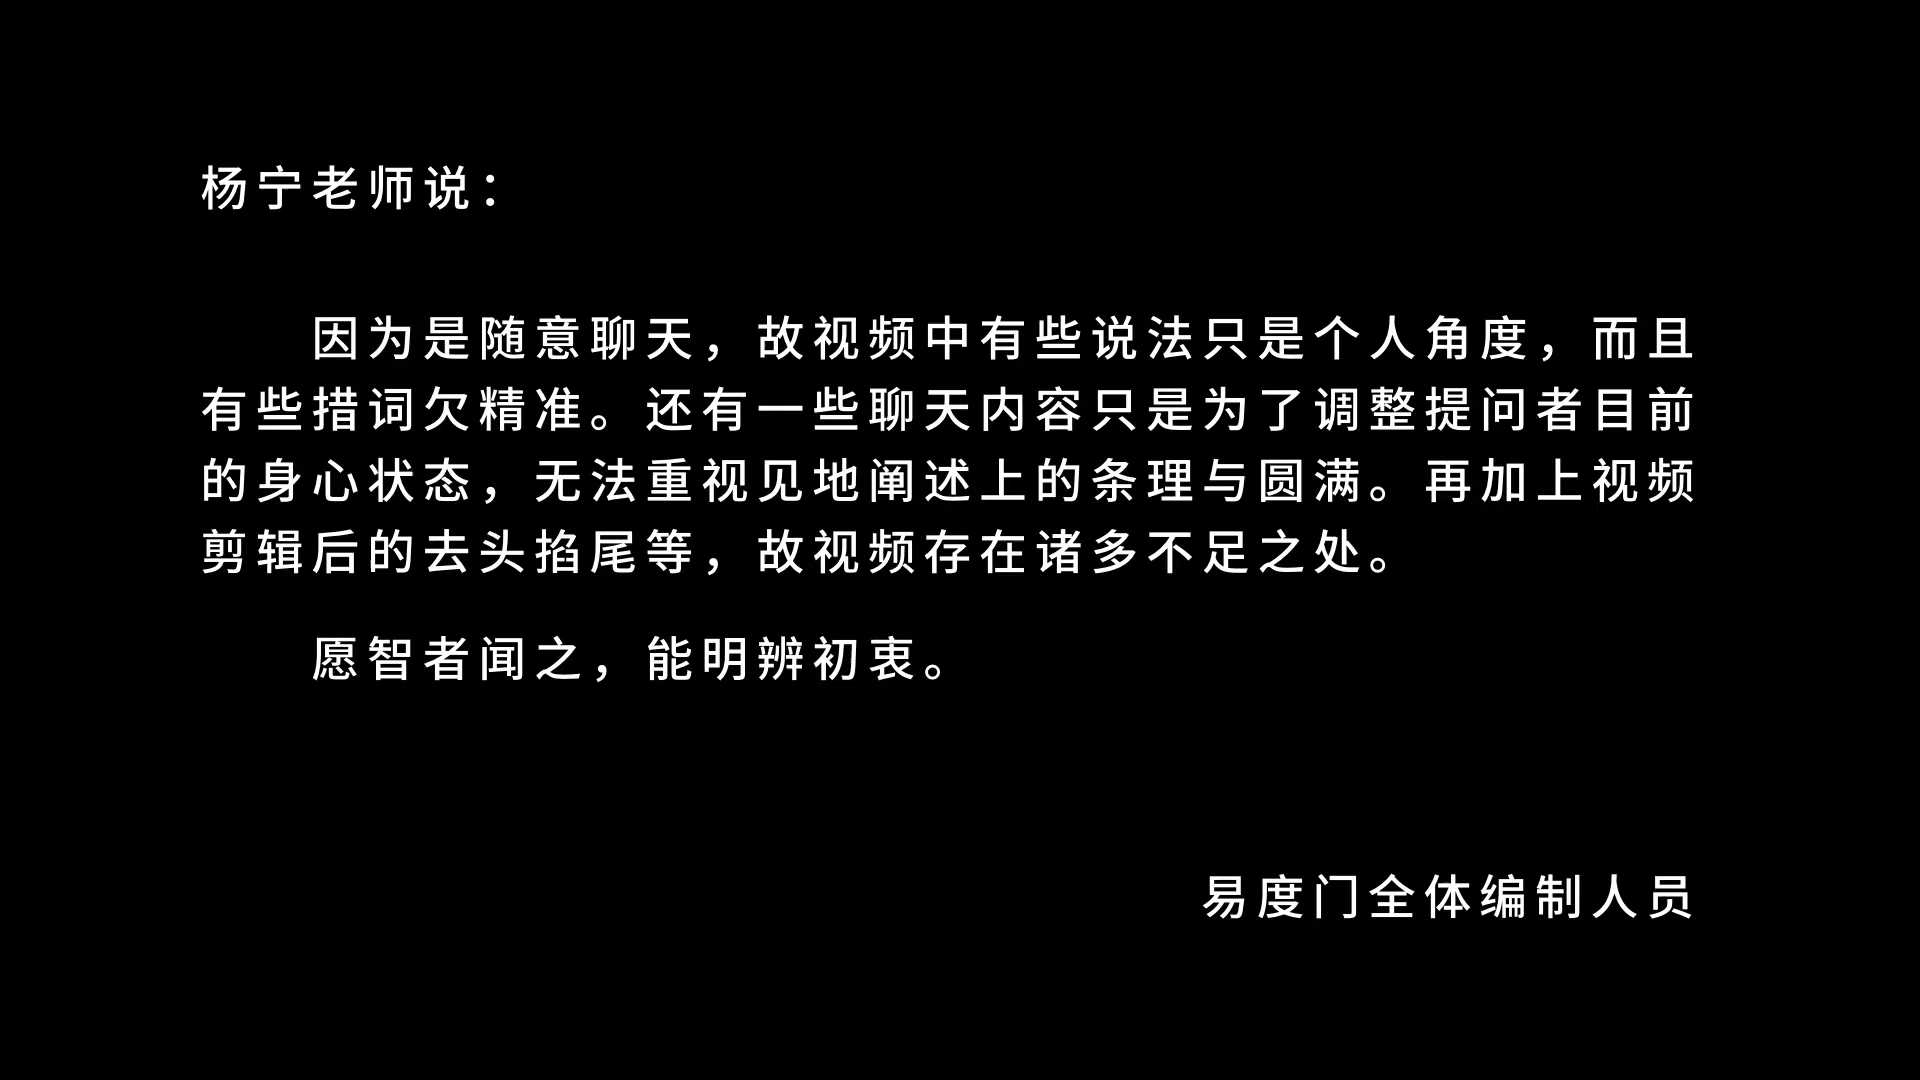 杨宁老师说：
因为是随意聊天，故视频中有些说法只是个人角度，而且
有些措词欠精准。还有一些聊天内容只是为了调整提问者目前
的身心状态，无法重视见地阐述上的条理与圆满。再加上视频
剪辑后的去头掐尾等，故视频存在诸多不足之处。
愿智者闻之，能明辨初衷。
易度门全体编制人员